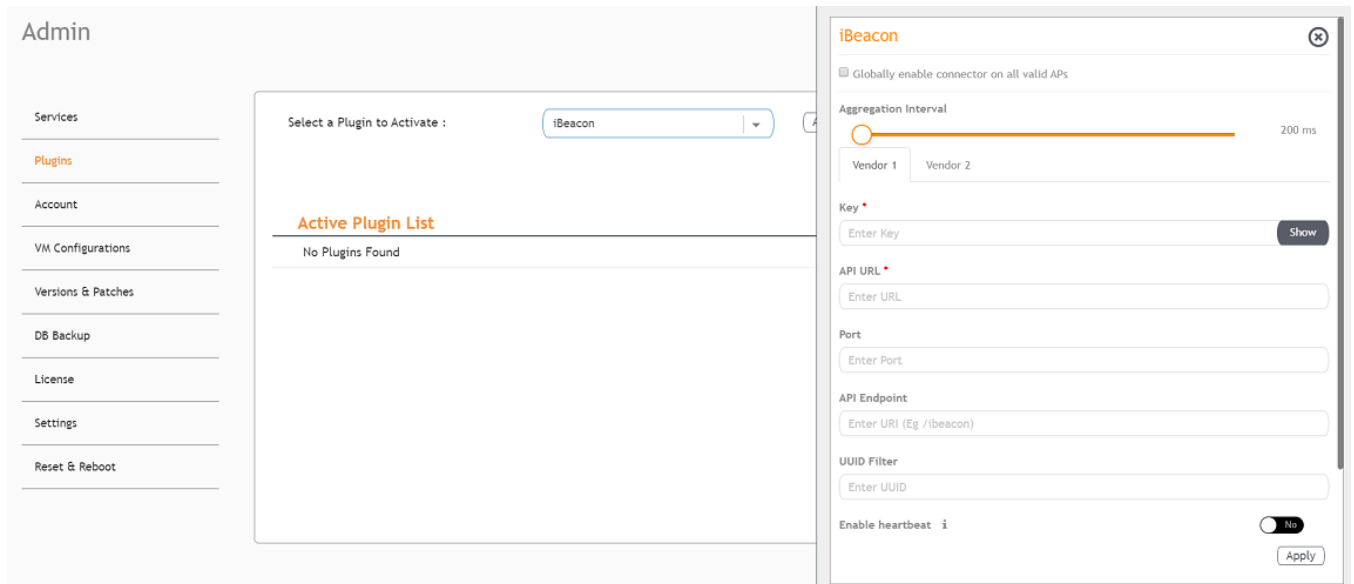 Admin
Services
Plugins
Account
VM Configurations
Versions & Patches
DB Backup
License
Settings
Reset & Reboot
Select a Plugin to Activate :
iBeacon
Active Plugin List
No Plugins Found
iBeacon
Globally enable connector on all valid APs
Aggregation Interval
200 ms
Vendor 1 Vendor 2
Key *
Enter Key Show
API URL *
Enter URL
Port
Enter Port
API Endpoint
Enter URI (Eg /ibeacon)
UUID Filter
Enter UUID
Enable heartbeat i No
Apply